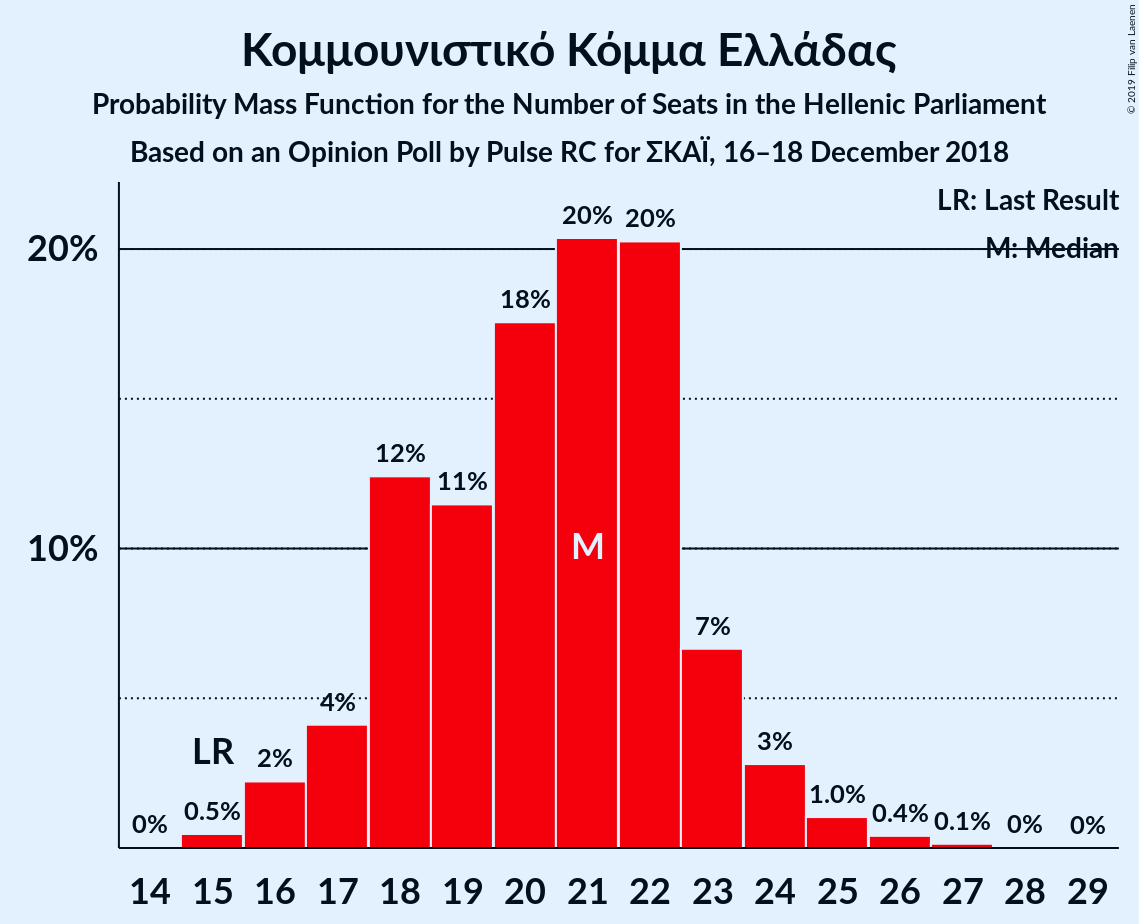 Κομμουνιστικό Κόμμα Ελλάδας
Probability Mass Function for the Number of Seats in the Hellenic Parliament
Based on an Opinion Poll by Pulse RC for ΣΚΑΪ, 16–18 December 2018
© 2019 Filip van Laenen
LR: Last Result
M: Median
20%
10%
0%
0.5%
LR
2%
4%
12%
11%
18%
20%
M
20%
7%
3%
1.0%
0.4%
0.1%
0%
0%
14 15 16 17 18 19 20 21 22 23 24 25 26 27 28 29